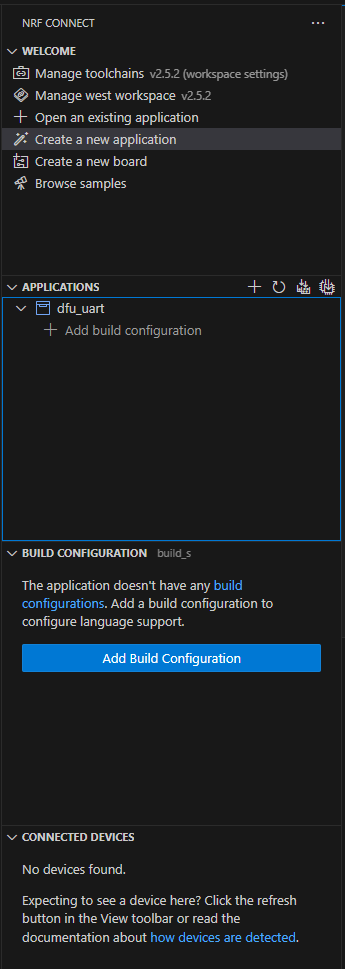 NRF CONNECT
WELCOME
Manage toolchains v2.5.2 (workspace settings)
Manage west workspace v2.5.2
Open an existing application
Create a new application
Create a new board
Browse samples
APPLICATIONS
dfu_uart
Add build configuration
BUILD CONFIGURATION build_s
The application doesn't have any build
configurations. Add a build configuration to
configure language support.
Add Build Configuration
CONNECTED DEVICES
No devices found.
Expecting to see a device here? Click the refresh
button in the View toolbar or read the
documentation about how devices are detected.